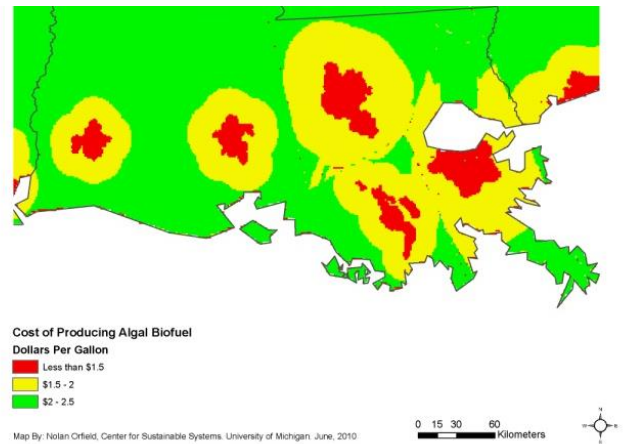 Cost of Producing Algal Biofuel
Dollars Per Gallon
Less than $1.5
$1.5 - 2
$2 - 2.5
Map By: Nolan Orfield, Center for Sustainable Systems. University of Michigan. June, 2010
0 15 30 60
Kilometers